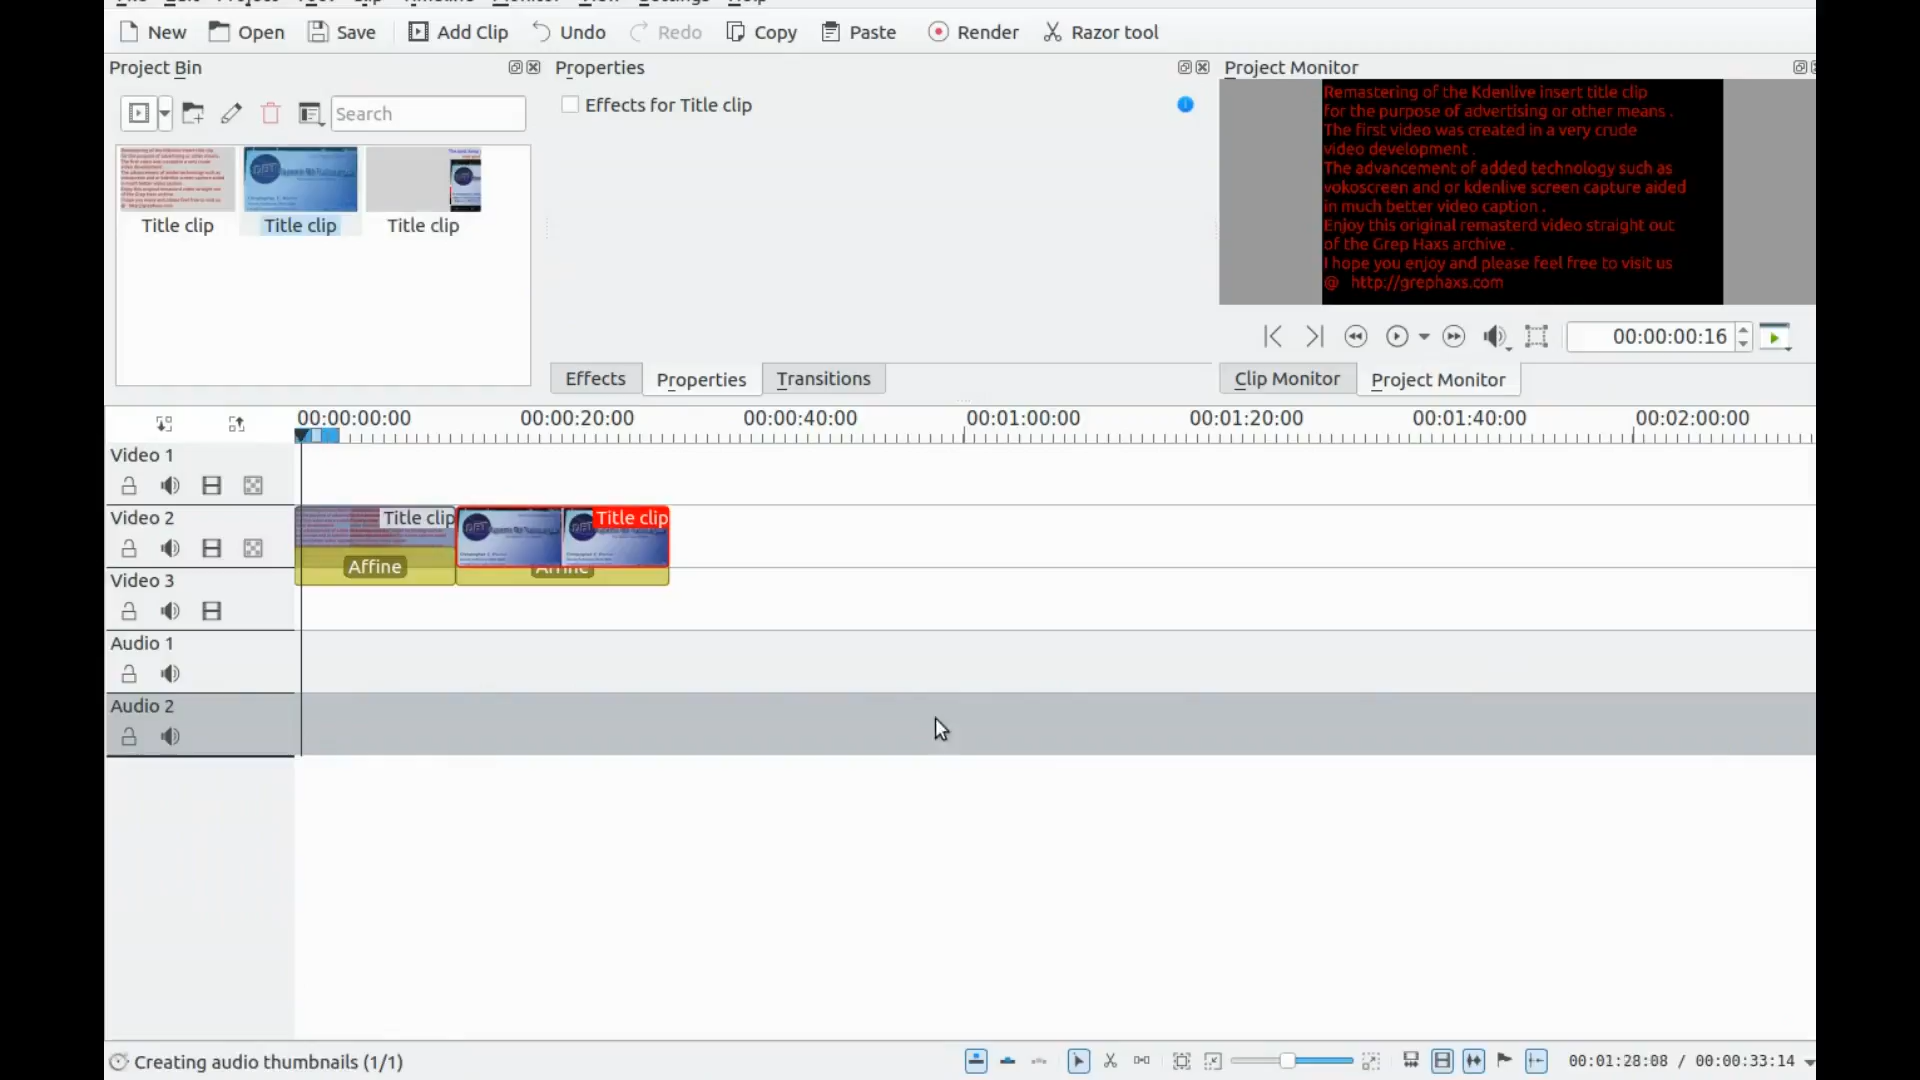 New Open Save Add Clip Undo Redo Copy Paste Render Razor tool
Project Bin
Properties
Project Monitor
Search
Effects for Title clip
Title clip
Title clip
Title clip
Remastering of the Kdenlive insert title clip
for the purpose of advertising or other means .
The first video was created in a very crude
video development .
The advancement of added technology such as
vokoscreen and or kdenlive screen capture aided
in much better video caption .
Enjoy this original remasterd video straight out
of the Grep Haxs archive .
I hope you enjoy and please feel free to visit us
@ http://grephaxs.com
00:00:00:16
Effects Properties Transitions
Clip Monitor Project Monitor
00:00:00:00 00:00:20:00 00:00:40:00 00:01:00:00 00:01:20:00 00:01:40:00 00:02:00:00
Video 1
Video 2
Title clip
Title clip
Affine
Affine
Video 3
Audio 1
Audio 2
Creating audio thumbnails (1/1)
00:01:28:08 / 00:00:33:14